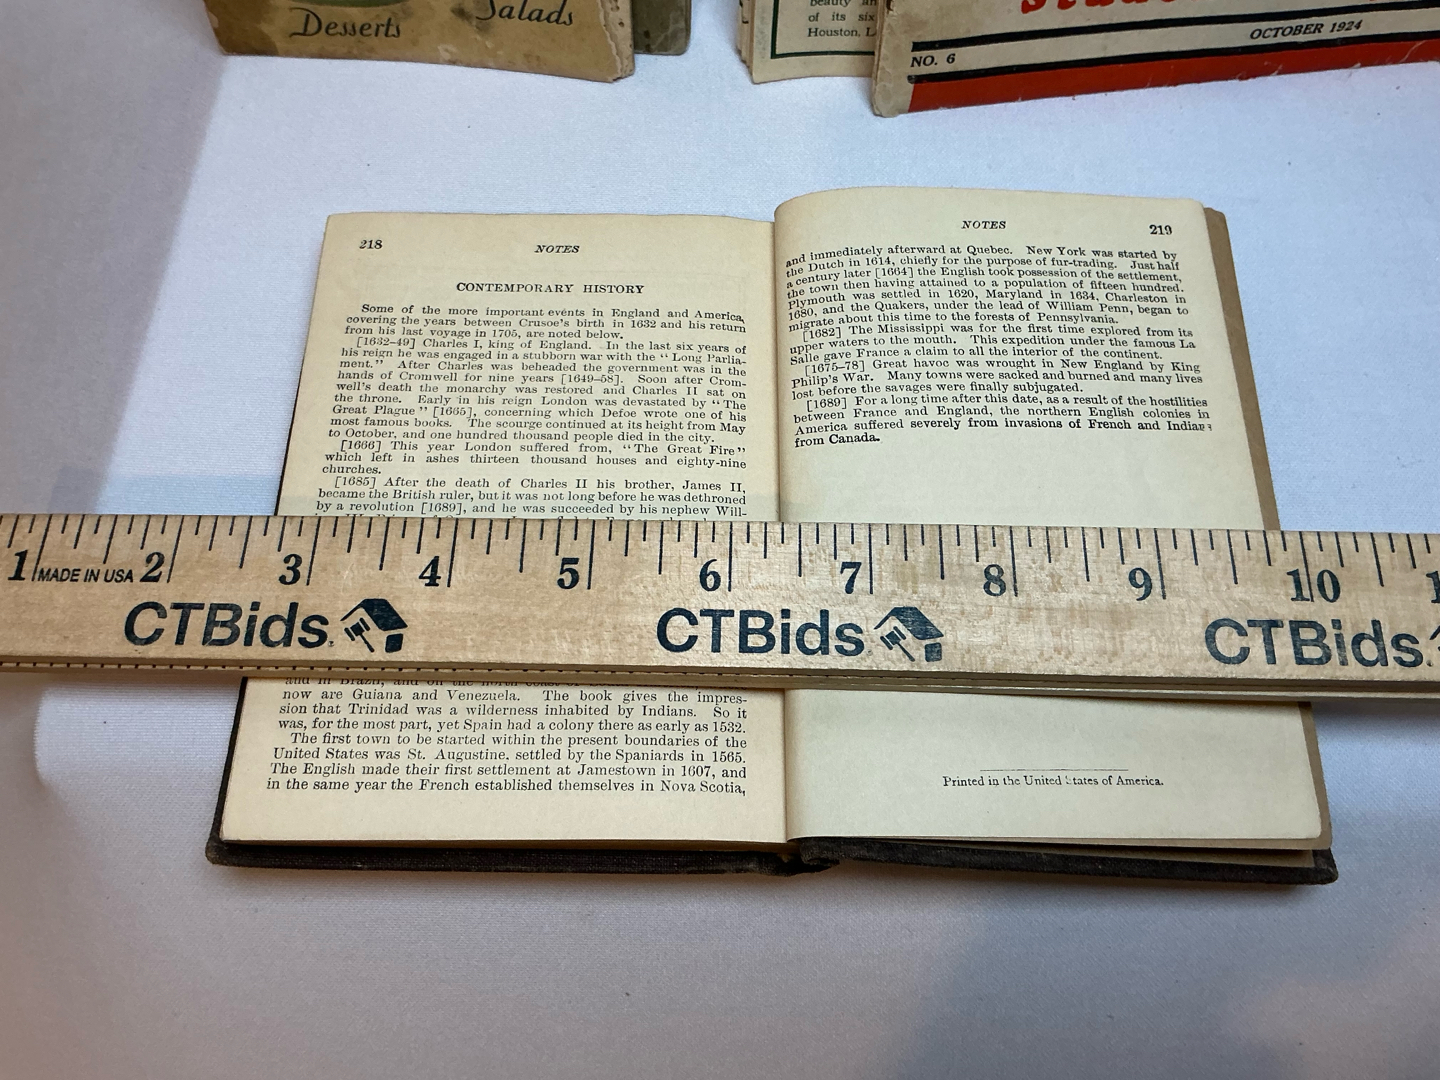 Desserts
Salads
beauty an
of its six
Houston, L
OCTOBER 1924
NO. 6
218
NOTES
CONTEMPORARY HISTORY
Some of the more important events in England and America,
covering the years between Crusoe's birth in 1632 and his return
from his last voyage in 1705, are noted below.
[1632–49] Charles I, king of England. In the last six years of
his reign he was engaged in a stubborn war with the “Long Parlia-
ment.” After Charles was beheaded the government was in the
hands of Cromwell for nine years [1649–58]. Soon after Crom-
well's death the monarchy was restored and Charles II sat on
the throne. Early in his reign London was devastated by “The
Great Plague” [1665], concerning which Defoe wrote one of his
most famous books. The scourge continued at its height from May
to October, and one hundred thousand people died in the city.
[1666] This year London suffered from, “The Great Fire”
which left in ashes thirteen thousand houses and eighty-nine
churches.
[1685] After the death of Charles II his brother, James II,
became the British ruler, but it was not long before he was dethroned
by a revolution [1689], and he was succeeded by his nephew Will-
and in Brazil, and on the north coast of
now are Guiana and Venezuela. The book gives the impres-
sion that Trinidad was a wilderness inhabited by Indians. So it
was, for the most part, yet Spain had a colony there as early as 1532.
The first town to be started within the present boundaries of the
United States was St. Augustine. settled by the Spaniards in 1565.
The English made their first settlement at Jamestown in 1607, and
in the same year the French established themselves in Nova Scotia,
NOTES
219
and immediately afterward at Quebec. New York was started by
the Dutch in 1614, chiefly for the purpose of fur-trading. Just half
a century later [1664] the English took possession of the settlement,
the town then having attained to a population of fifteen hundred.
Plymouth was settled in 1620, Maryland in 1634, Charleston in
1680, and the Quakers, under the lead of William Penn, began to
migrate about this time to the forests of Pennsylvania.
[1682] The Mississippi was for the first time explored from its
upper waters to the mouth. This expedition under the famous La
Salle gave France a claim to all the interior of the continent.
[1675–78] Great havoc was wrought in New England by King
Philip's War. Many towns were sacked and burned and many lives
lost before the savages were finally subjugated.
[1689] For a long time after this date, as a result of the hostilities
between France and England, the northern English colonies in
America suffered severely from invasions of French and Indians
from Canada.
Printed in the United States of America.
1 MADE IN USA 2 3 4 5 6 7 8 9 10 1
CTBids. CTBids CTBids.